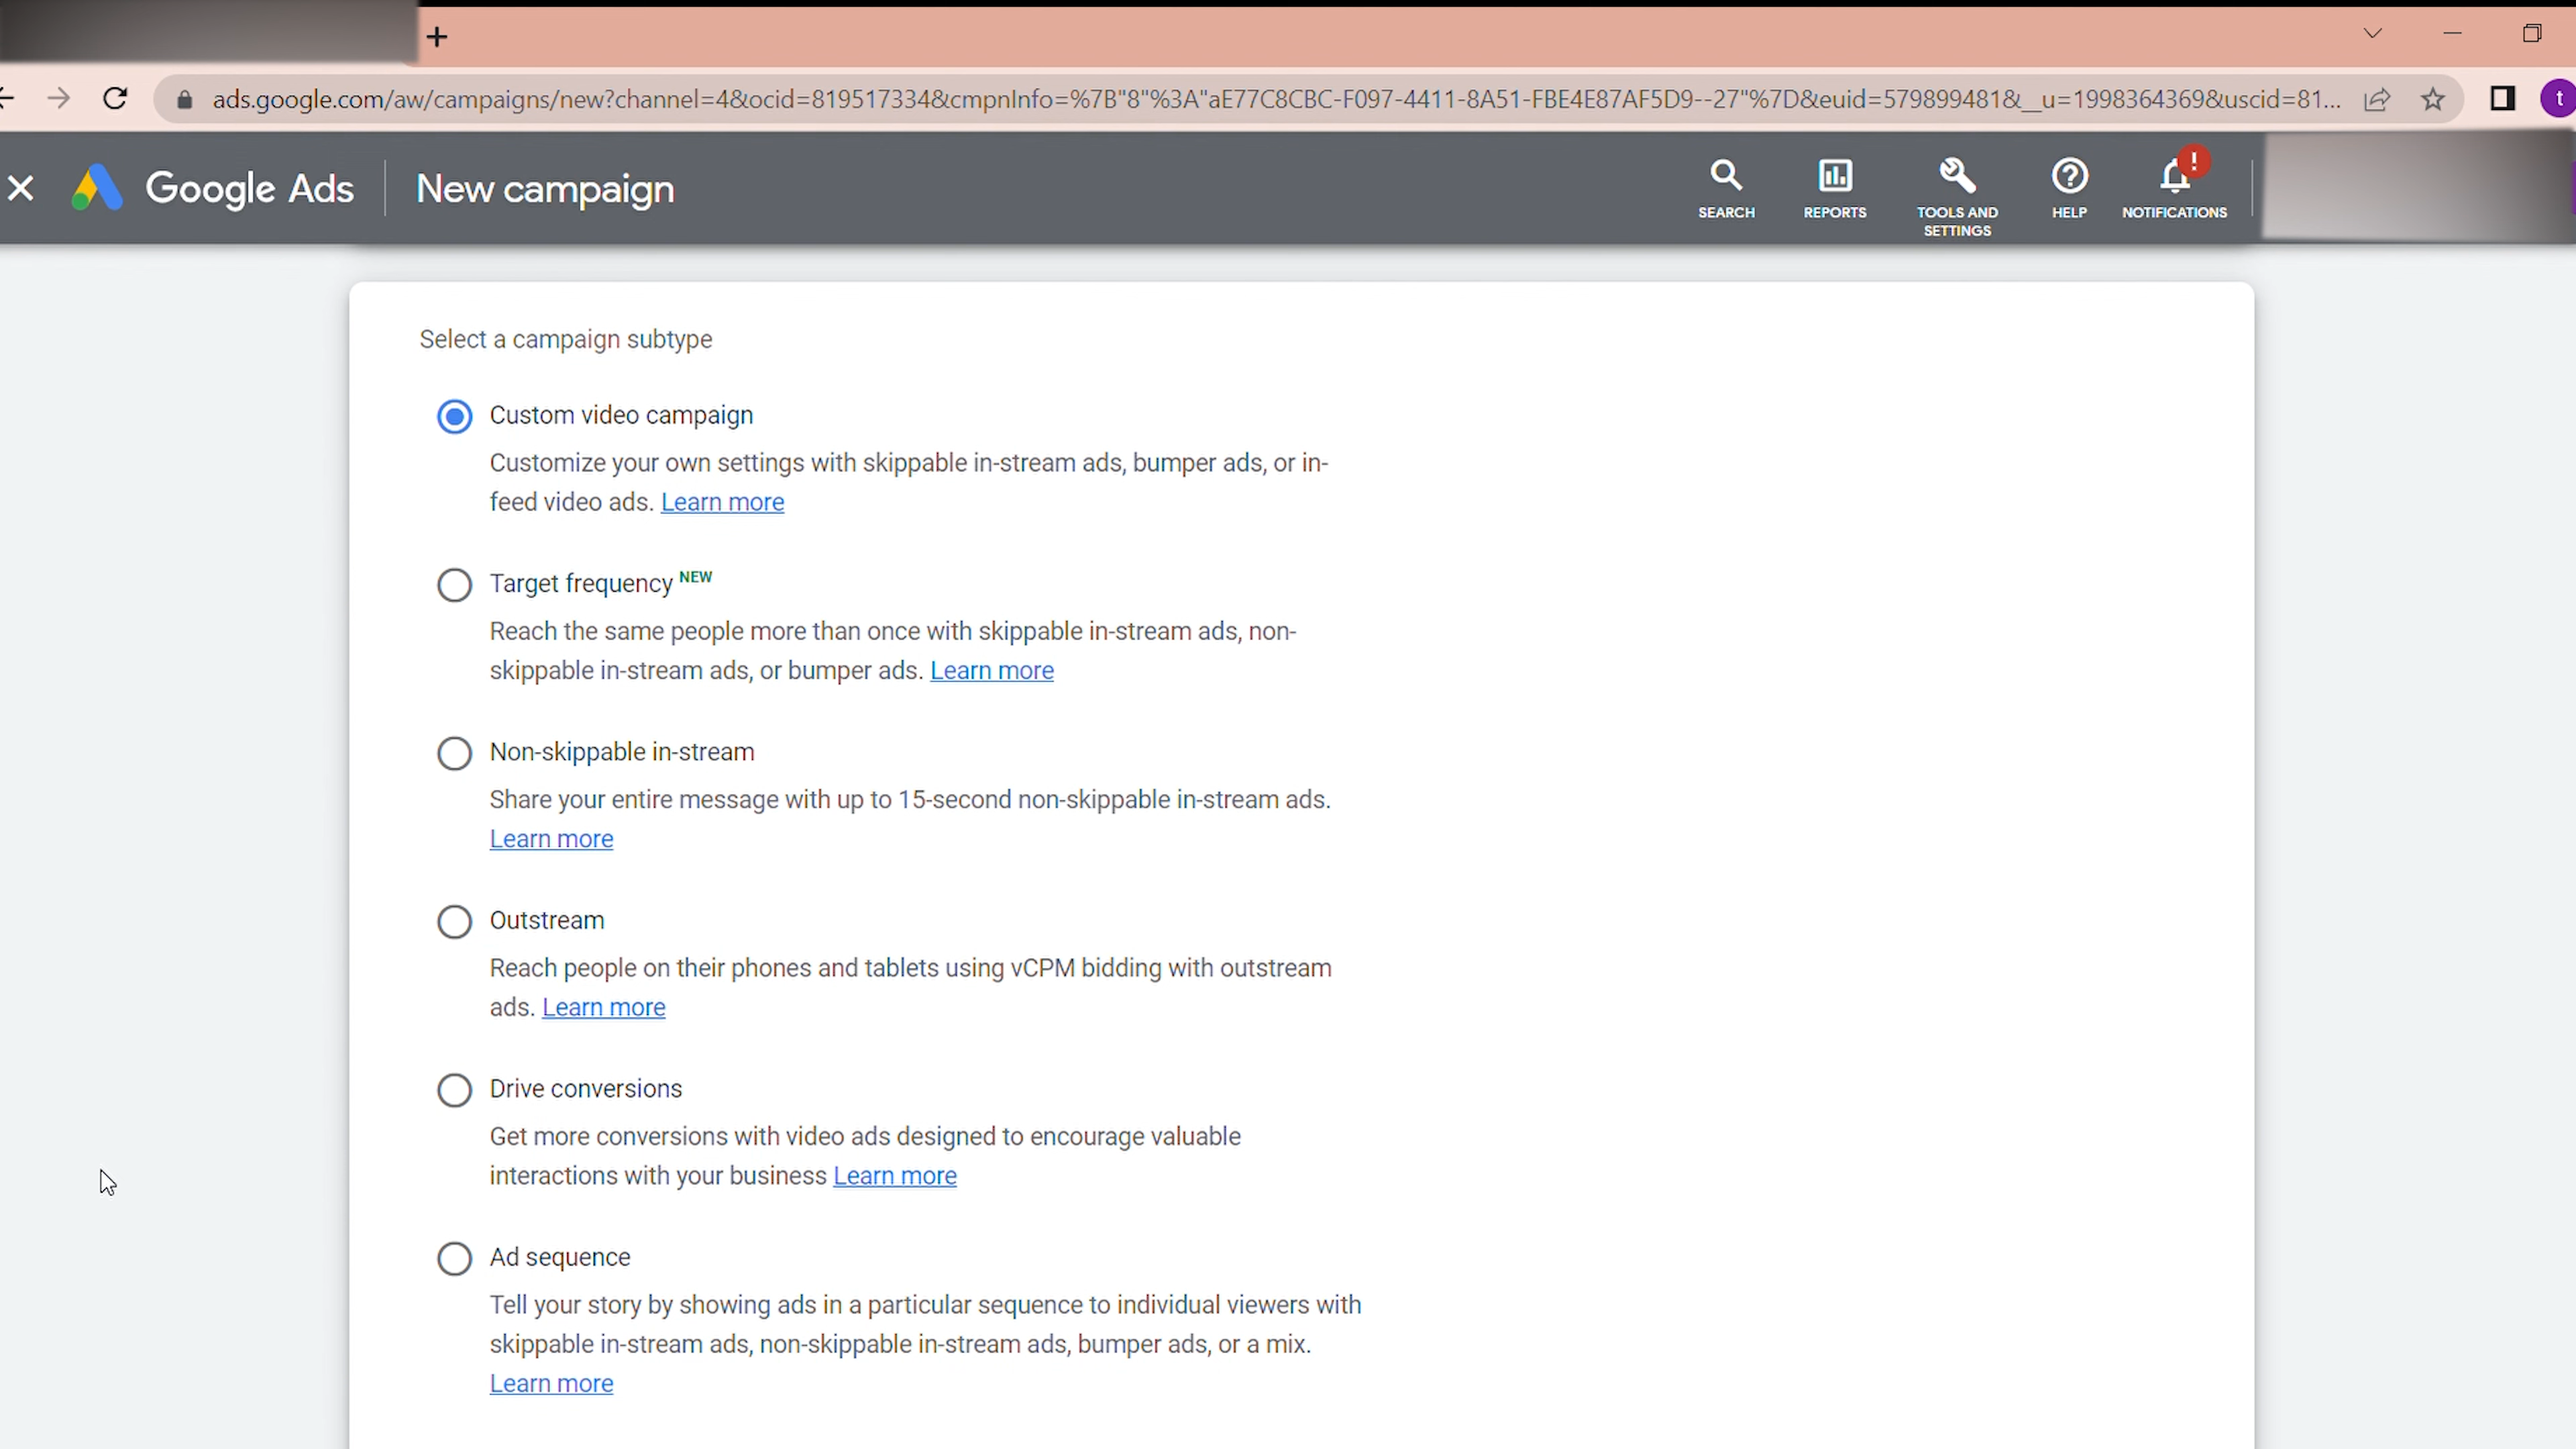 ads.google.com/aw/campaigns/new?channel=4&ocid=819517334&cmpnInfo=%7B"8"%3A"aE77C8CBC-F097-4411-8A51-FBE4E87AF5D9--27"%7D&euid=579899481&__u=1998364369&uscid=81...
t
Google Ads
New campaign
SEARCH
REPORTS
TOOLS AND
SETTINGS
HELP
!
NOTIFICATIONS
Select a campaign subtype
Custom video campaign
Customize your own settings with skippable in-stream ads, bumper ads, or in-
feed video ads. Learn more
Target frequency NEW
Reach the same people more than once with skippable in-stream ads, non-
skippable in-stream ads, or bumper ads. Learn more
Non-skippable in-stream
Share your entire message with up to 15-second non-skippable in-stream ads.
Learn more
Outstream
Reach people on their phones and tablets using vCPM bidding with outstream
ads. Learn more
Drive conversions
Get more conversions with video ads designed to encourage valuable
interactions with your business Learn more
Ad sequence
Tell your story by showing ads in a particular sequence to individual viewers with
skippable in-stream ads, non-skippable in-stream ads, bumper ads, or a mix.
Learn more